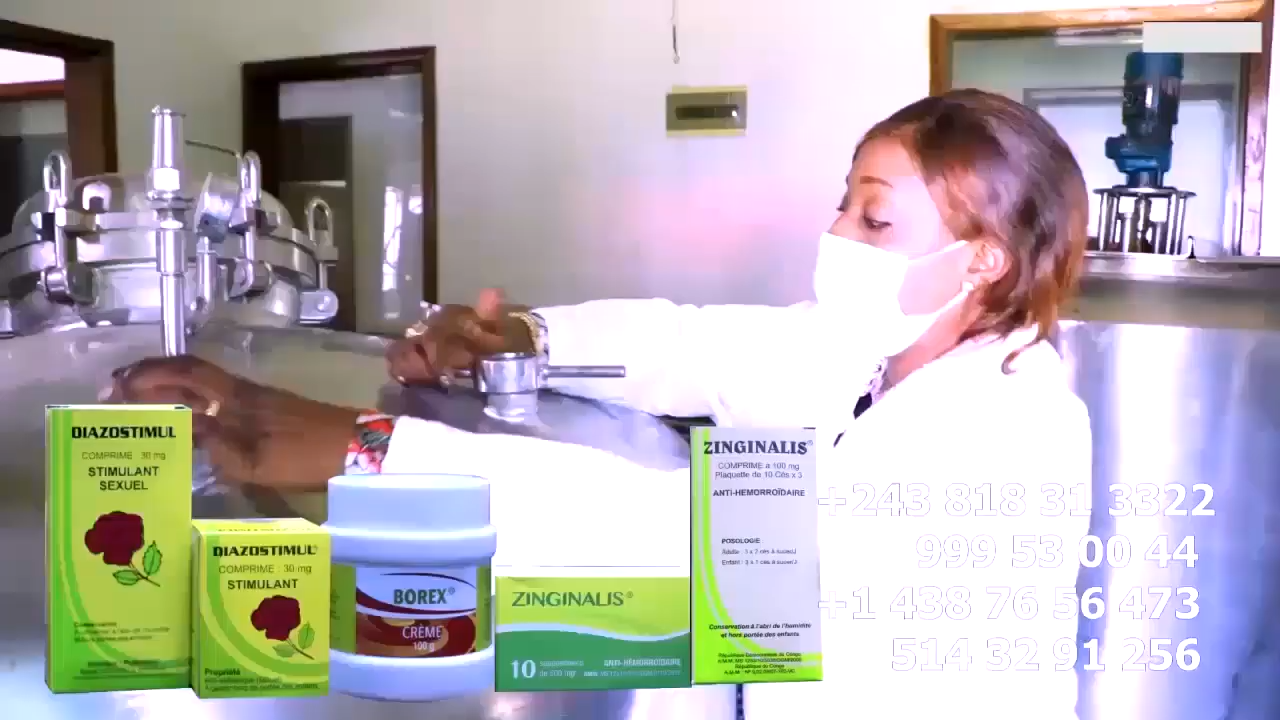 DIAZOSTIMUL
COMPRIME : 30 mg
STIMULANT
SEXUEL
DIAZOSTIMUL
COMPRIME : 30 mg
STIMULANT
Propriété
BOREX®
CRÈME
100 g
ZINGINALIS®
10
ANTI-HÉMORROÏDAIRE
ZINGINALIS®
COMPRIME a 100 mg
Plaquette de 10 Cés x 3
ANTI-HEMORROÏDAIRE
POSOLOGIE
Conservation à l'abri de l'humidité
et hors portée des enfants
+243 818 31 3322
999 53 00 44
+1 438 76 56 473
514 32 91 256